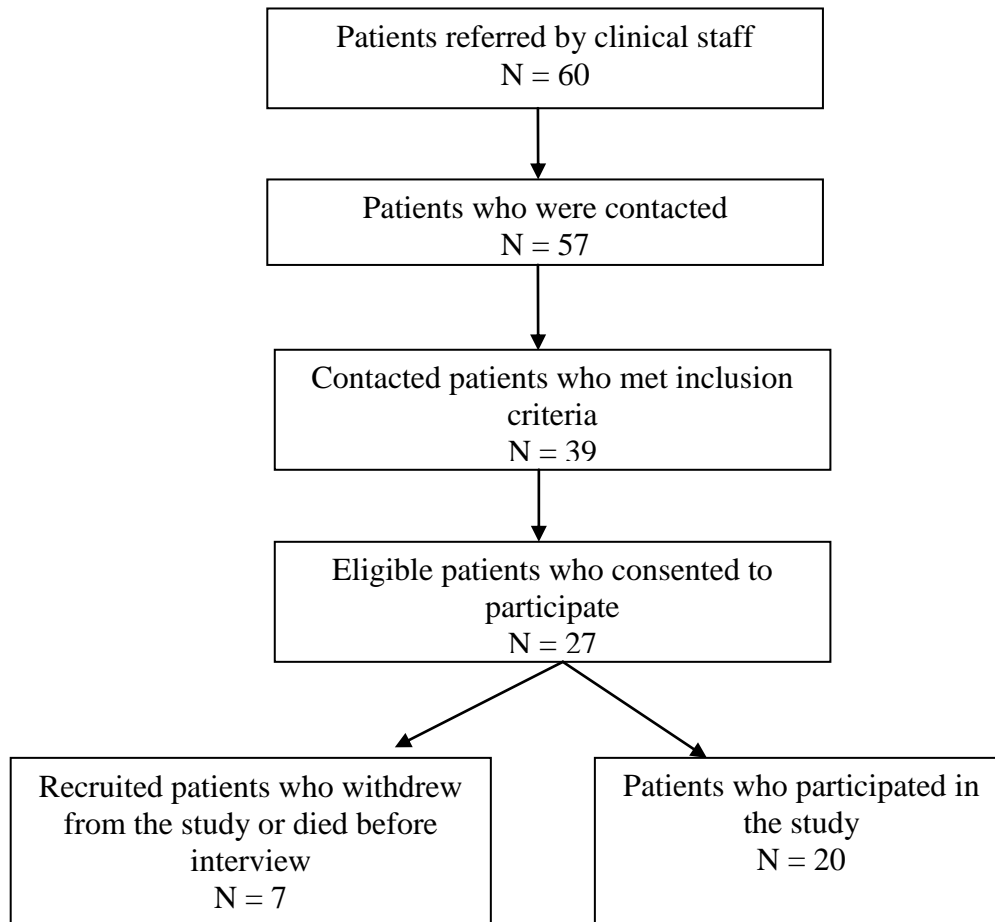 Patients referred by clinical staff
N = 60
Patients who were contacted
N = 57
Contacted patients who met inclusion
criteria
N = 39
Eligible patients who consented to
participate
N = 27
Recruited patients who withdrew
from the study or died before
interview
N = 7
Patients who participated in
the study
N = 20